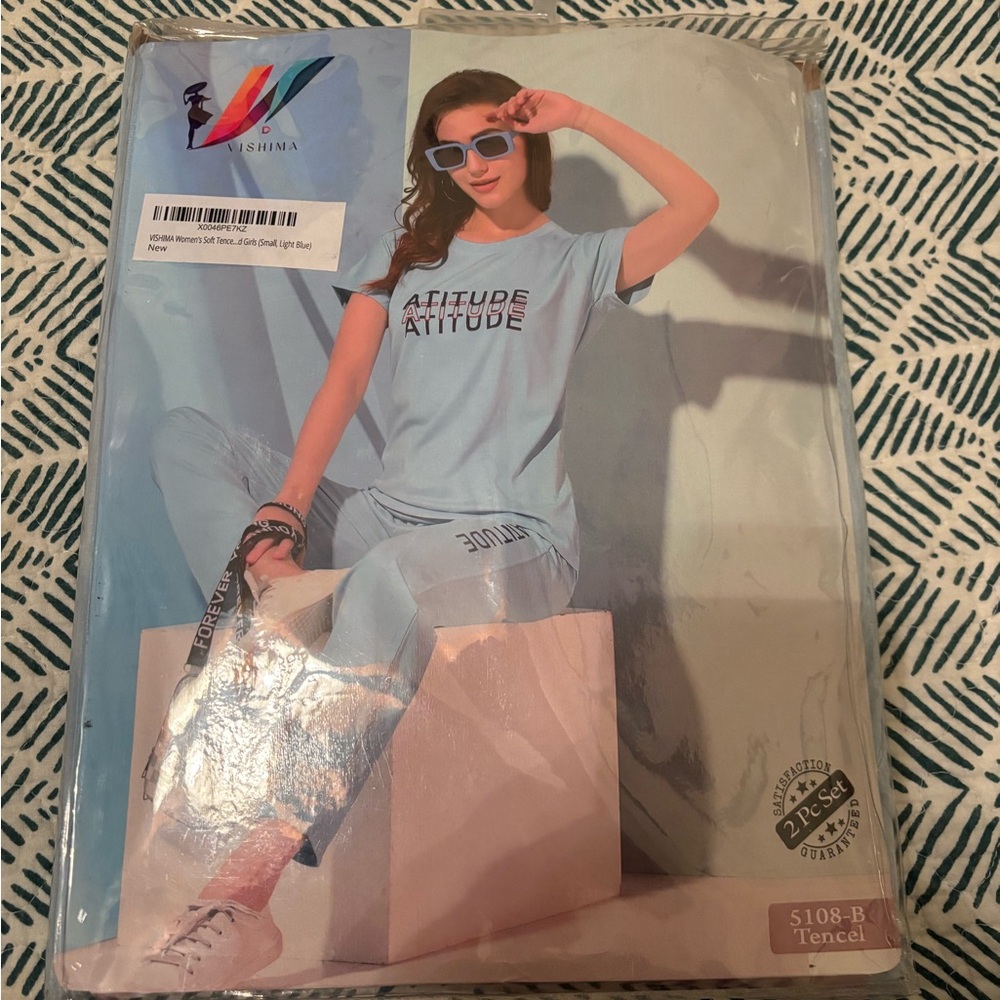 D
VISHIMA
X0046PE7KZ
VISHIMA Women's Soft Tence...d Girls (Small, Light Blue)
New
ATITUDE
ATITUDE
ATITUDE
ATITUDE
FOREVER
SATISFACTION
2 Pc Set
GUARANTEED
5108-B
Tencel